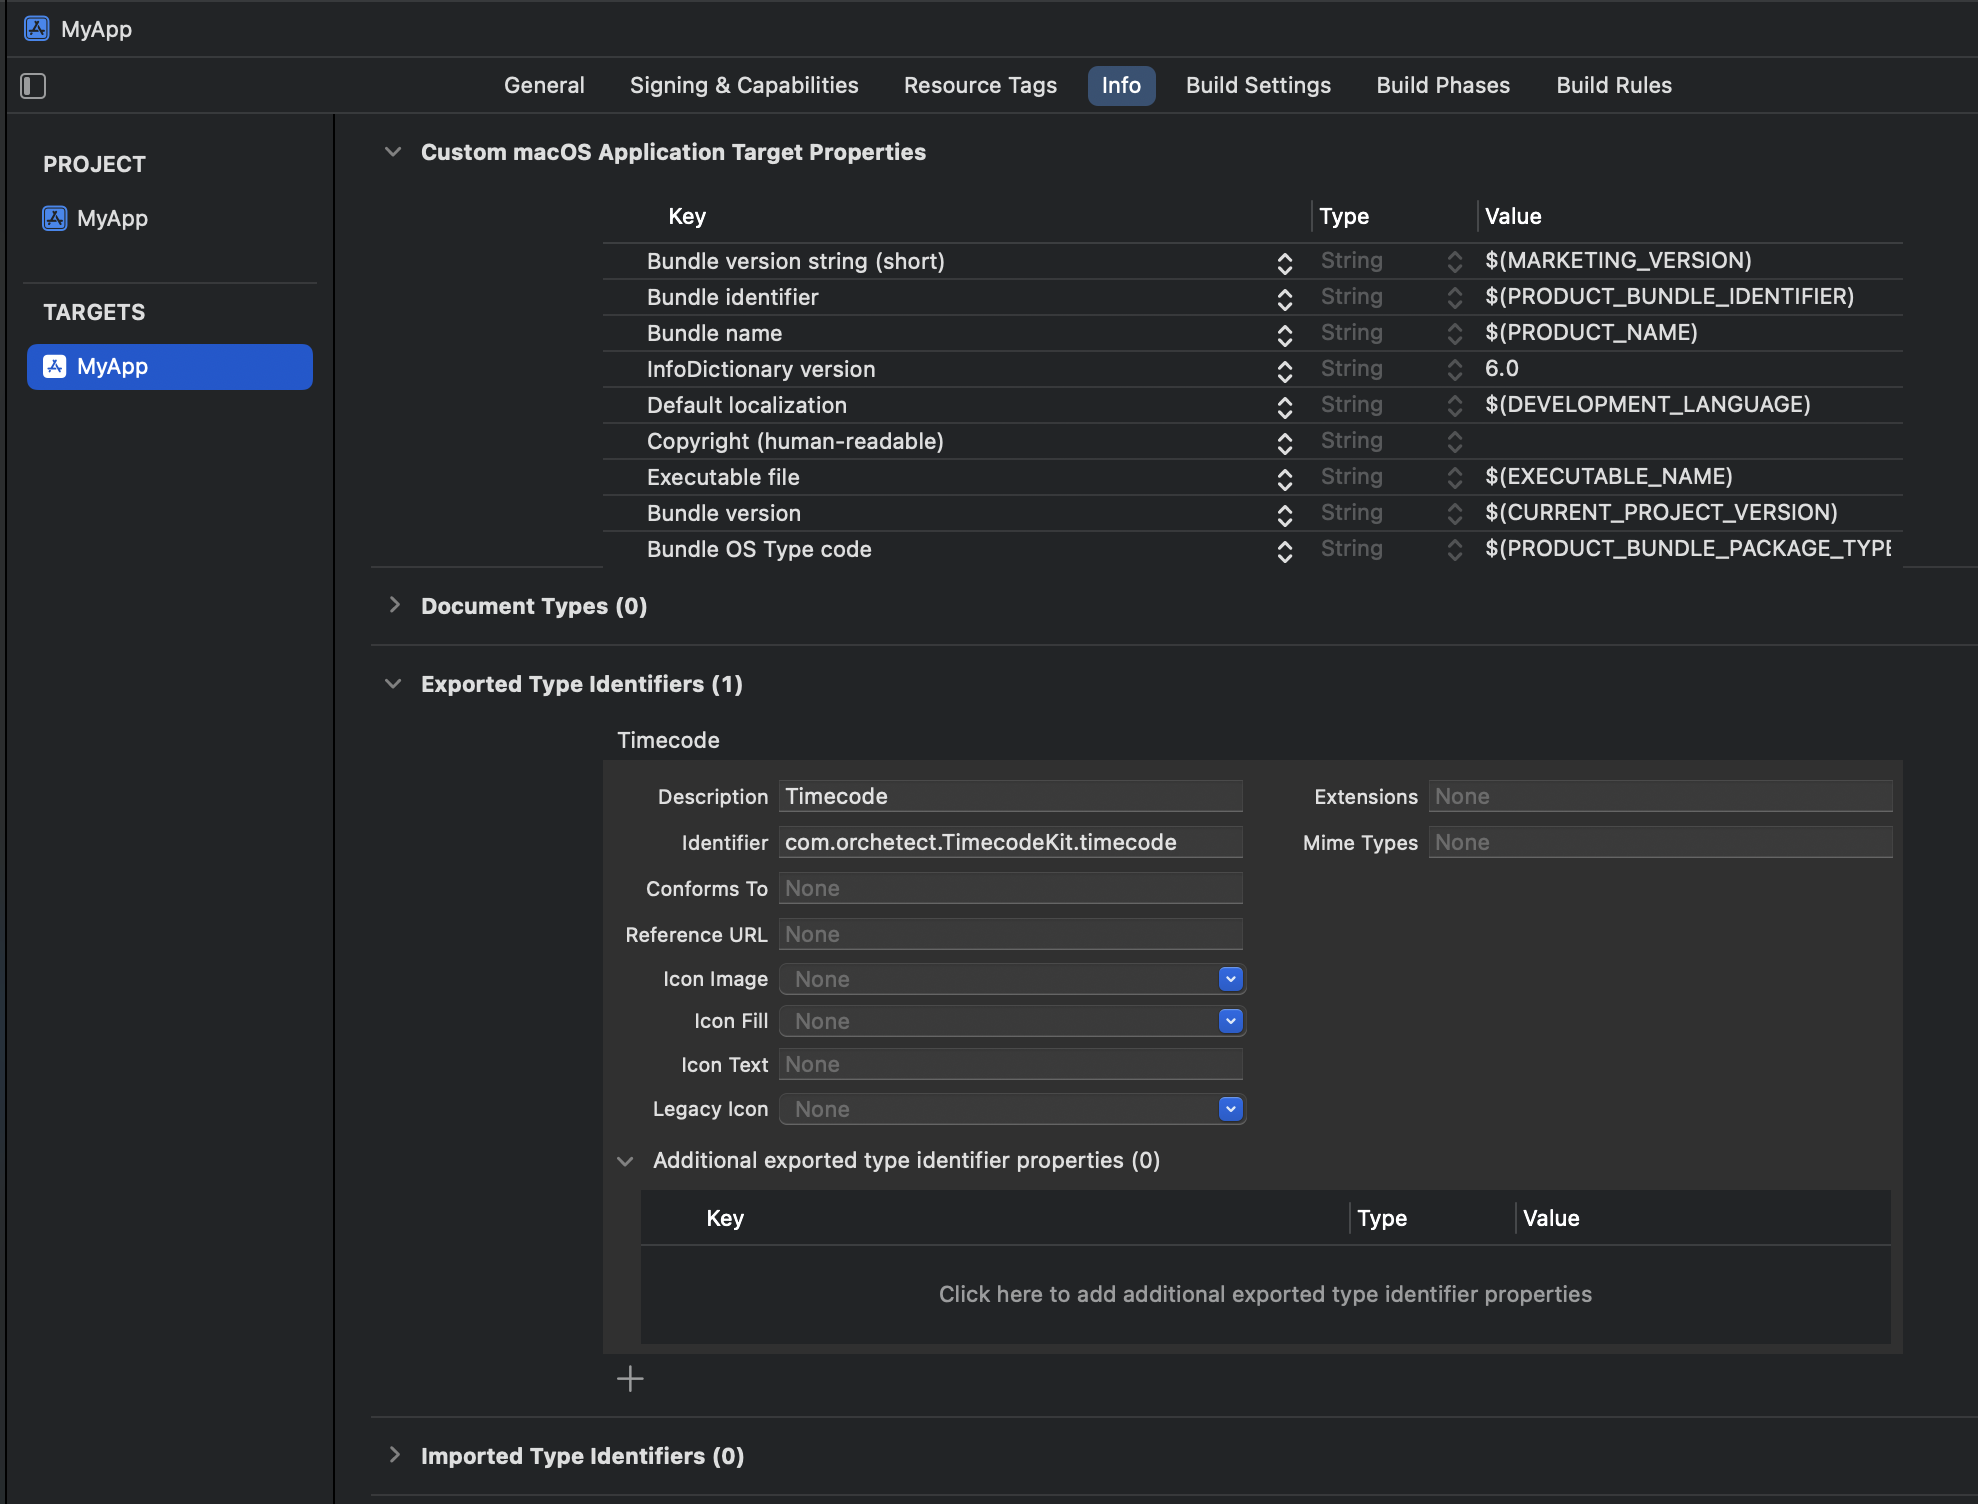 MyApp
General Signing & Capabilities Resource Tags Info Build Settings Build Phases Build Rules
PROJECT
MyApp
TARGETS
MyApp
Custom macOS Application Target Properties
Key Type Value
Bundle version string (short) String $(MARKETING_VERSION)
Bundle identifier String $(PRODUCT_BUNDLE_IDENTIFIER)
Bundle name String $(PRODUCT_NAME)
InfoDictionary version String 6.0
Default localization String $(DEVELOPMENT_LANGUAGE)
Copyright (human-readable) String
Executable file String $(EXECUTABLE_NAME)
Bundle version String $(CURRENT_PROJECT_VERSION)
Bundle OS Type code String $(PRODUCT_BUNDLE_PACKAGE_TYPE
Document Types (0)
Exported Type Identifiers (1)
Timecode
Description Timecode Extensions None
Identifier com.orchetect.TimecodeKit.timecode Mime Types None
Conforms To None
Reference URL None
Icon Image None
Icon Fill None
Icon Text None
Legacy Icon None
Additional exported type identifier properties (0)
Key Type Value
Click here to add additional exported type identifier properties
Imported Type Identifiers (0)